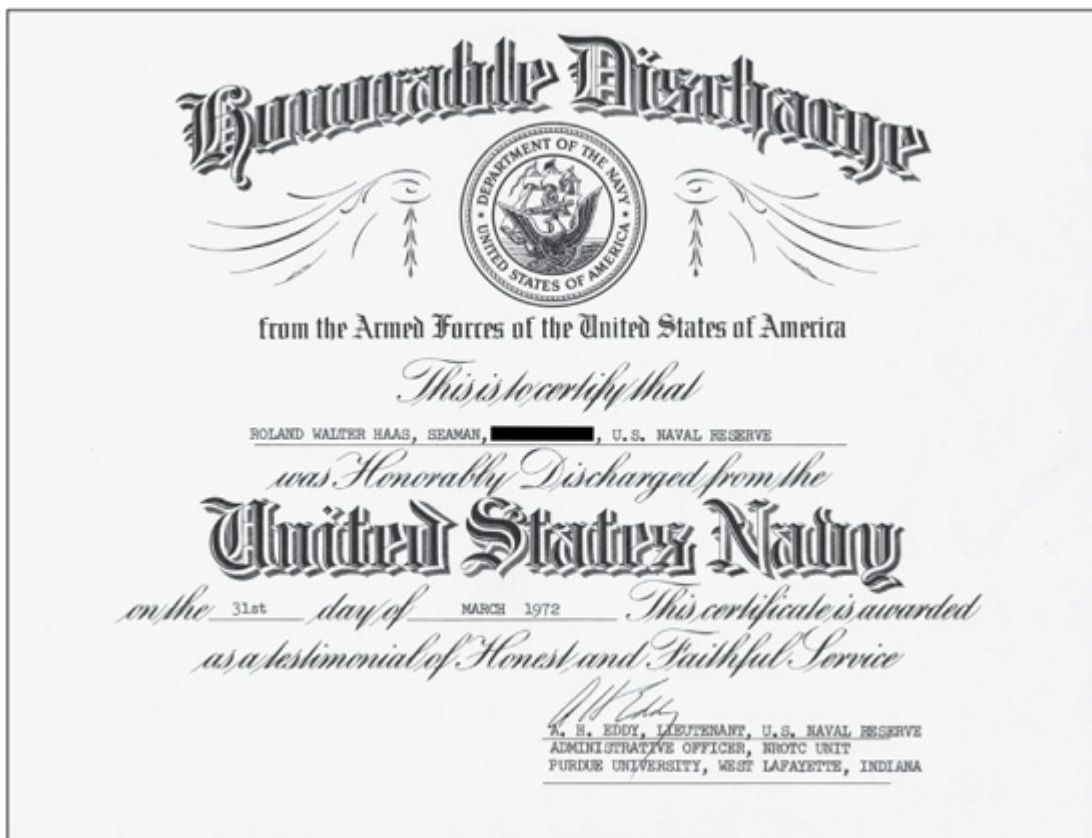 Honorable Discharge
DEPARTMENT OF THE NAVY
UNITED STATES OF AMERICA
from the Armed Forces of the United States of America
This is to certify that
ROLAND WALTER HAAS, SEAMAN, , U.S. NAVAL RESERVE
was Honorably Discharged from the
United States Navy
on the 31st day of MARCH 1972 This certificate is awarded
as a testimonial of Honest and Faithful Service
A H Eddy
A. H. EDDY, LIEUTENANT, U.S. NAVAL RESERVE
ADMINISTRATIVE OFFICER, NROTC UNIT
PURDUE UNIVERSITY, WEST LAFAYETTE, INDIANA